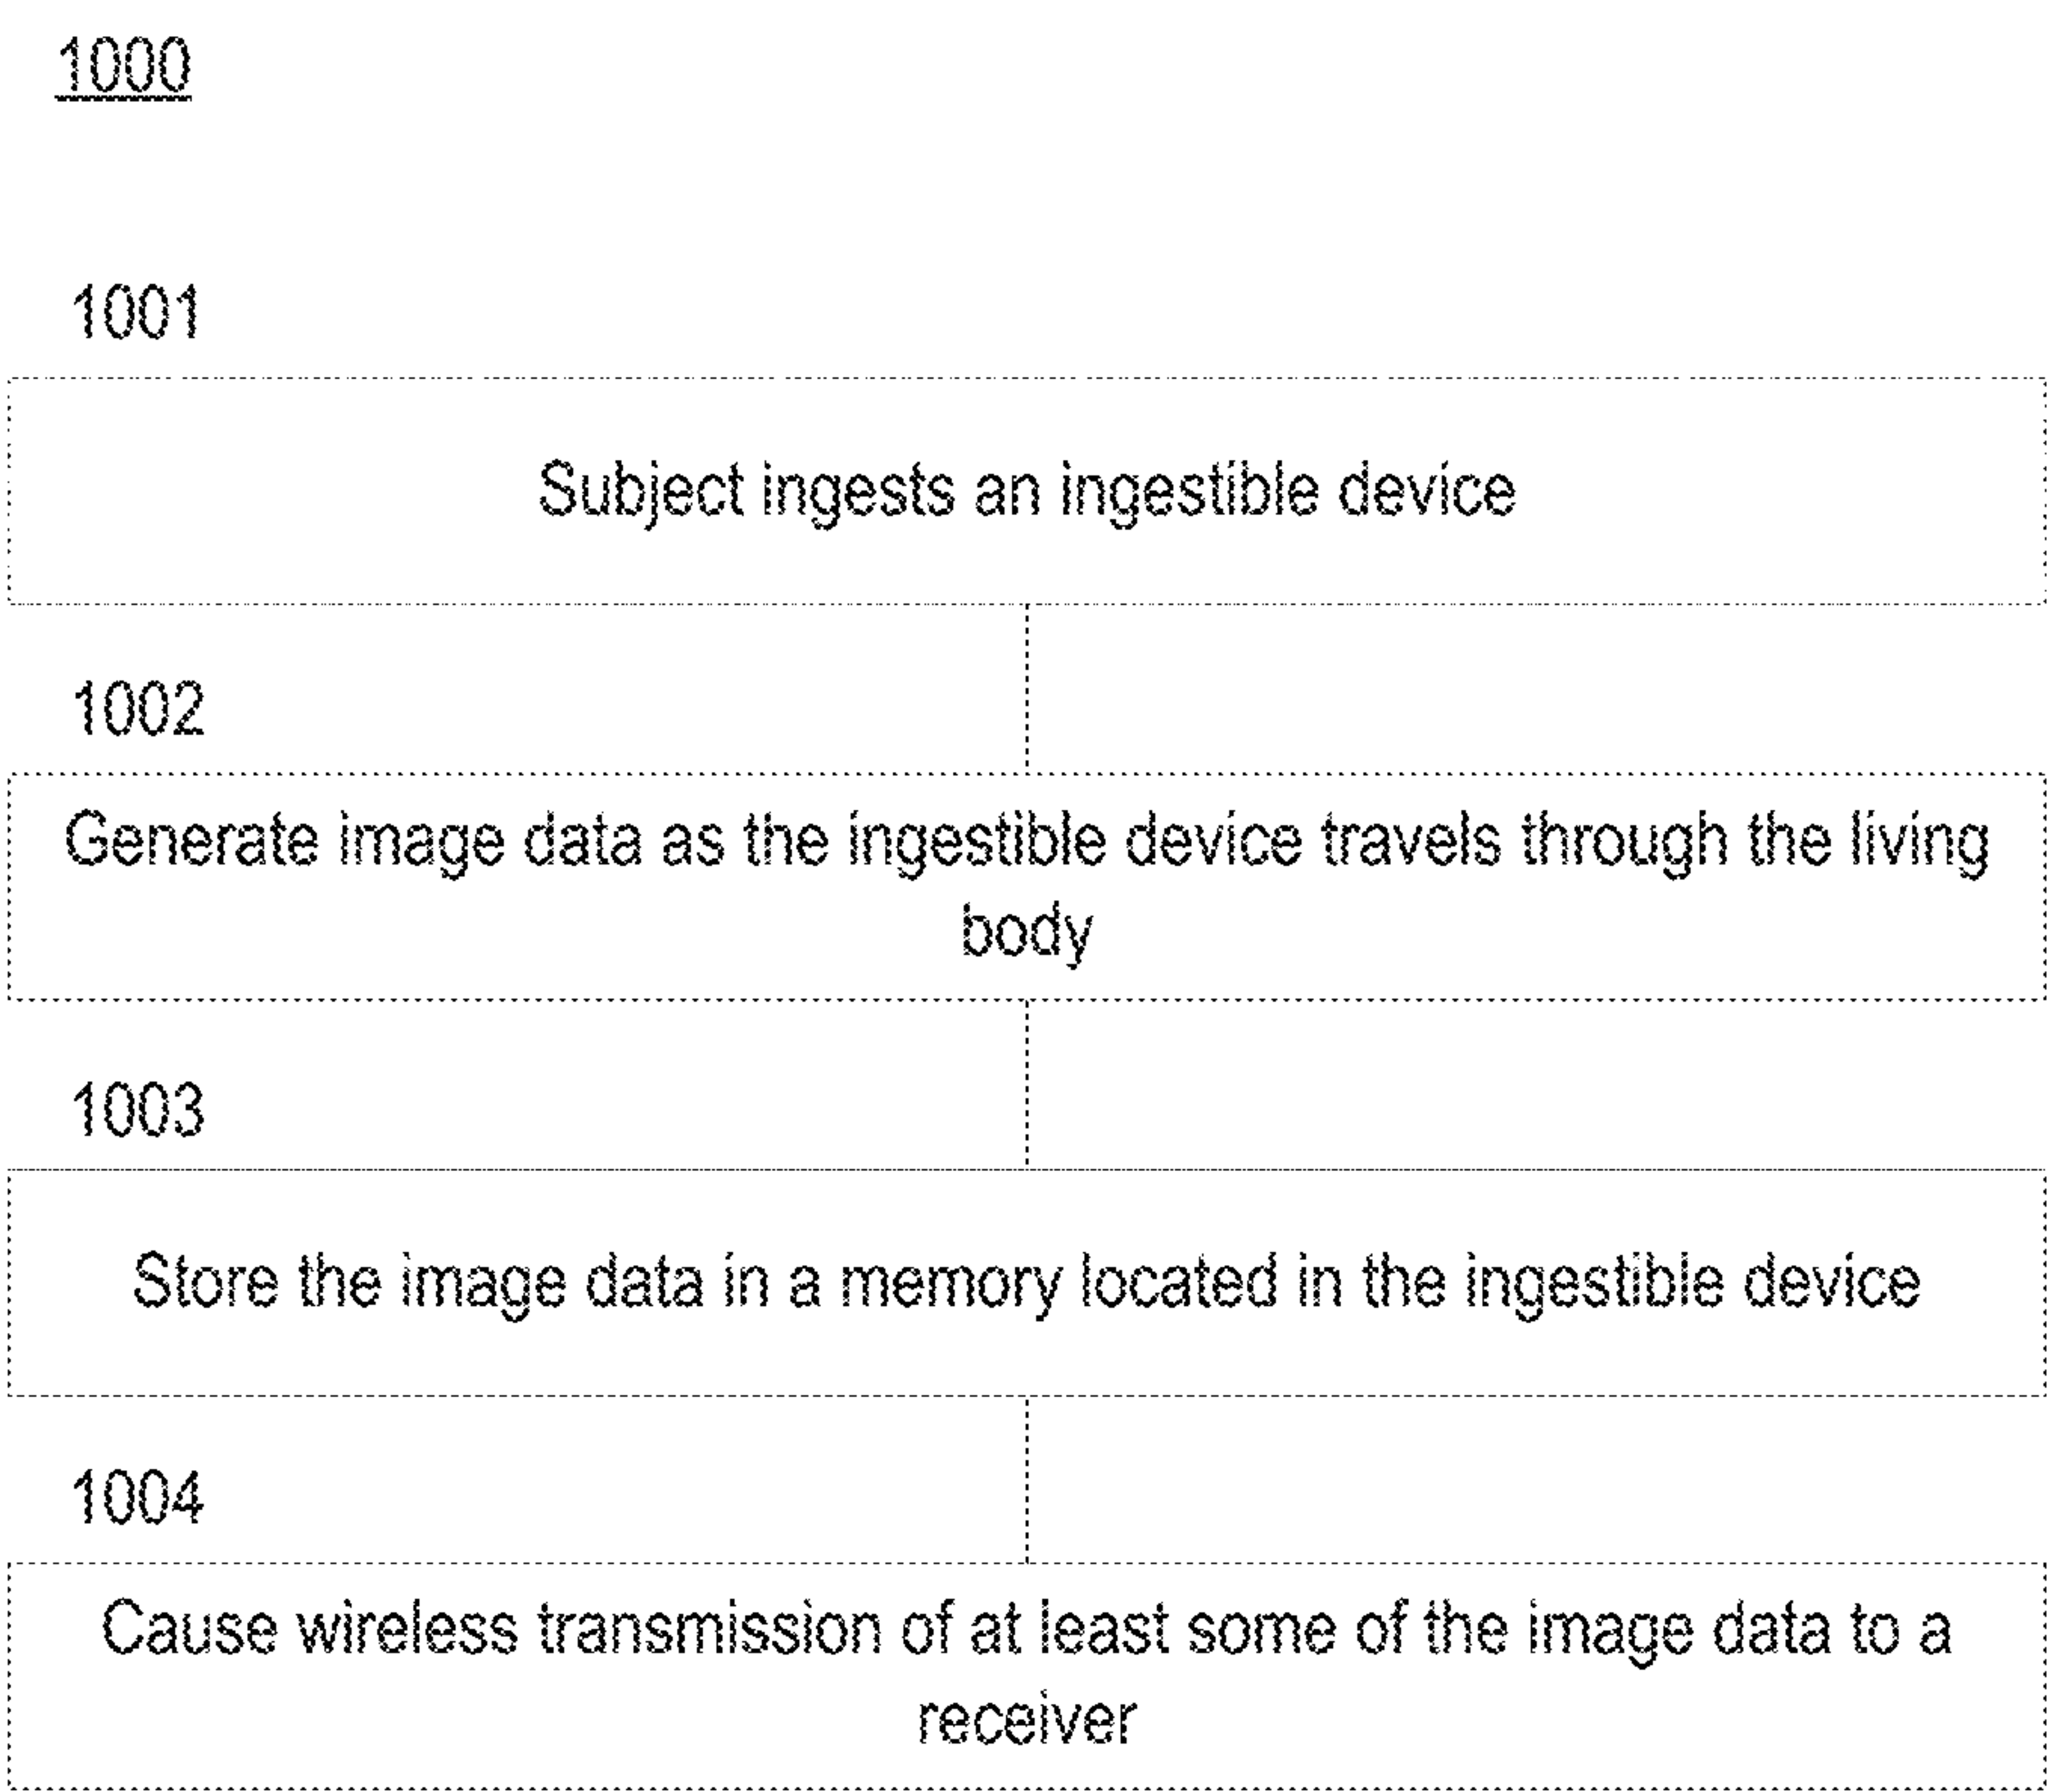 1000
1001
Subject ingests an ingestible device
1002
Generate image data as the ingestible device travels through the living
body
1003
Store the image data in a memory located in the ingestible device
1004
Cause wireless transmission of at least some of the image data to a
receiver